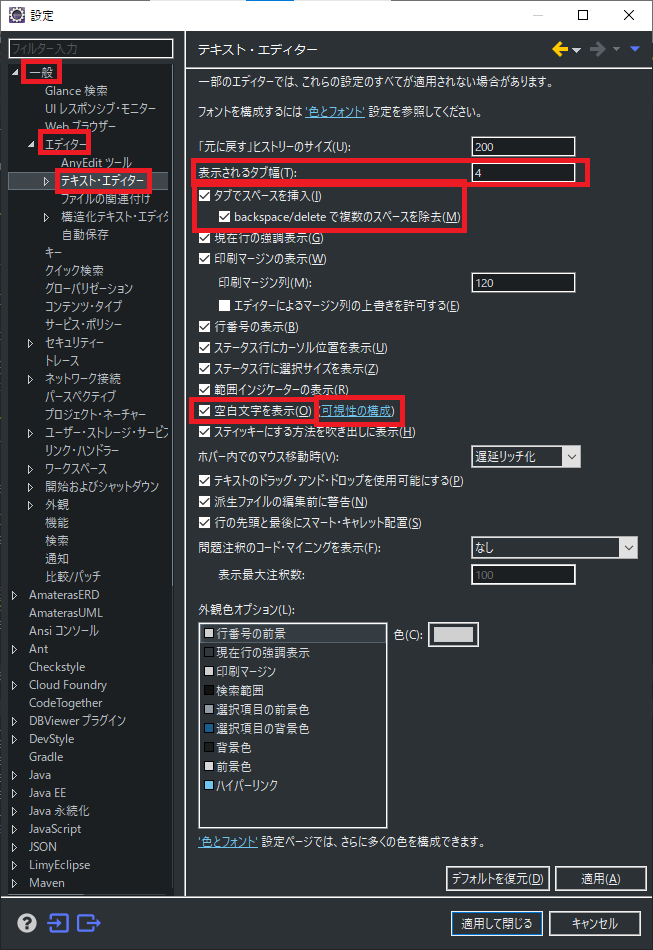 設定
フィルター入力
一般
Glance 検索
UI レスポンシブ・モニター
Web ブラウザー
エディター
AnyEdit ツール
テキスト・エディター
ファイルの関連付け
構造化テキスト・エディタ
自動保存
キー
クイック検索
グローバリゼーション
コンテンツ・タイプ
サービス・ポリシー
セキュリティー
トレース
ネットワーク接続
パースペクティブ
プロジェクト・ネーチャー
ユーザー・ストレージ・サービス
リンク・ハンドラー
ワークスペース
開始およびシャットダウン
外観
機能
検索
通知
比較/パッチ
AmaterasERD
AmaterasUML
Ansi コンソール
Ant
Checkstyle
Cloud Foundry
CodeTogether
DBViewer プラグイン
DevStyle
Gradle
Java
Java EE
Java 永続化
JavaScript
JSON
LimyEclipse
Maven
テキスト・エディター
一部のエディターでは、これらの設定のすべてが適用されない場合があります。
フォントを構成するには '色とフォント' 設定を参照してください。
「元に戻す」ヒストリーのサイズ(U): 200
表示されるタブ幅(T): 4
タブでスペースを挿入(I)
backspace/delete で複数のスペースを除去(M)
現在行の強調表示(G)
印刷マージンの表示(W)
印刷マージン列(M): 120
エディターによるマージン列の上書きを許可する(E)
行番号の表示(B)
ステータス行にカーソル位置を表示(U)
ステータス行に選択サイズを表示(Z)
範囲インジケーターの表示(R)
空白文字を表示(O) (可視性の構成)
スティッキーにする方法を吹き出しに表示(H)
ホバー内でのマウス移動時(V): 遅延リッチ化
テキストのドラッグ・アンド・ドロップを使用可能にする(P)
派生ファイルの編集前に警告(N)
行の先頭と最後にスマート・キャレット配置(S)
問題注釈のコード・マイニングを表示(F): なし
表示最大注釈数: 100
外観色オプション(L):
行番号の前景
現在行の強調表示
印刷マージン
検索範囲
選択項目の前景色
選択項目の背景色
背景色
前景色
ハイパーリンク
色(C):
'色とフォント' 設定ページでは、さらに多くの色を構成できます。
デフォルトを復元(D) 適用(A)
適用して閉じる キャンセル